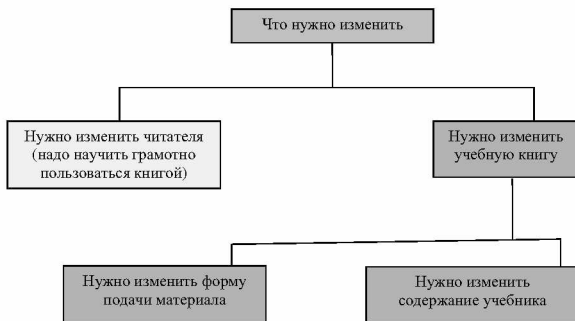 Что нужно изменить
Нужно изменить читателя
(надо научить грамотно
пользоваться книгой)
Нужно изменить
учебную книгу
Нужно изменить форму
подачи материала
Нужно изменить
содержание учебника